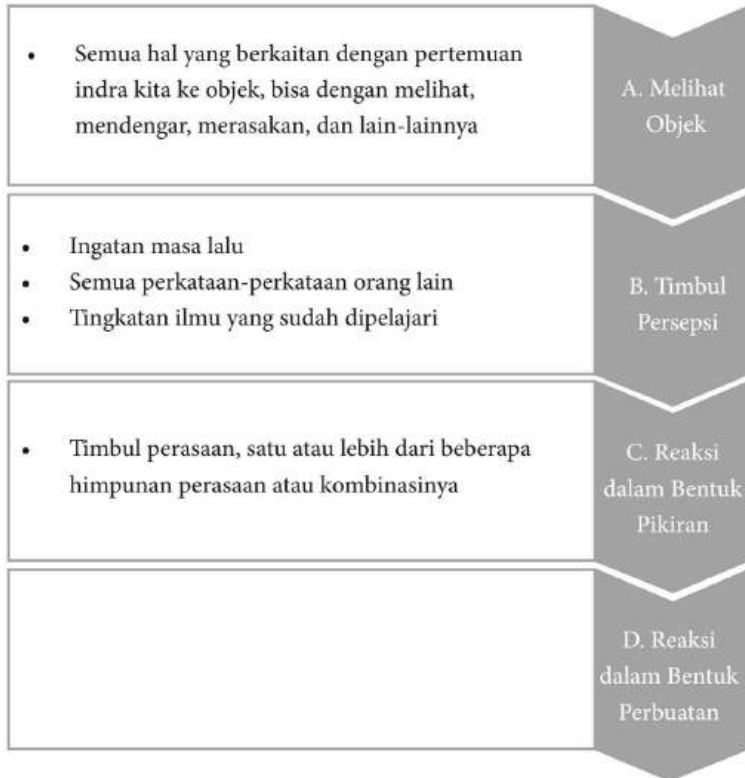 • Semua hal yang berkaitan dengan pertemuan
indra kita ke objek, bisa dengan melihat,
mendengar, merasakan, dan lain-lainnya
A. Melihat
Objek
• Ingatan masa lalu
• Semua perkataan-perkataan orang lain
• Tingkatan ilmu yang sudah dipelajari
B. Timbul
Persepsi
• Timbul perasaan, satu atau lebih dari beberapa
himpunan perasaan atau kombinasinya
C. Reaksi
dalam Bentuk
Pikiran
D. Reaksi
dalam Bentuk
Perbuatan